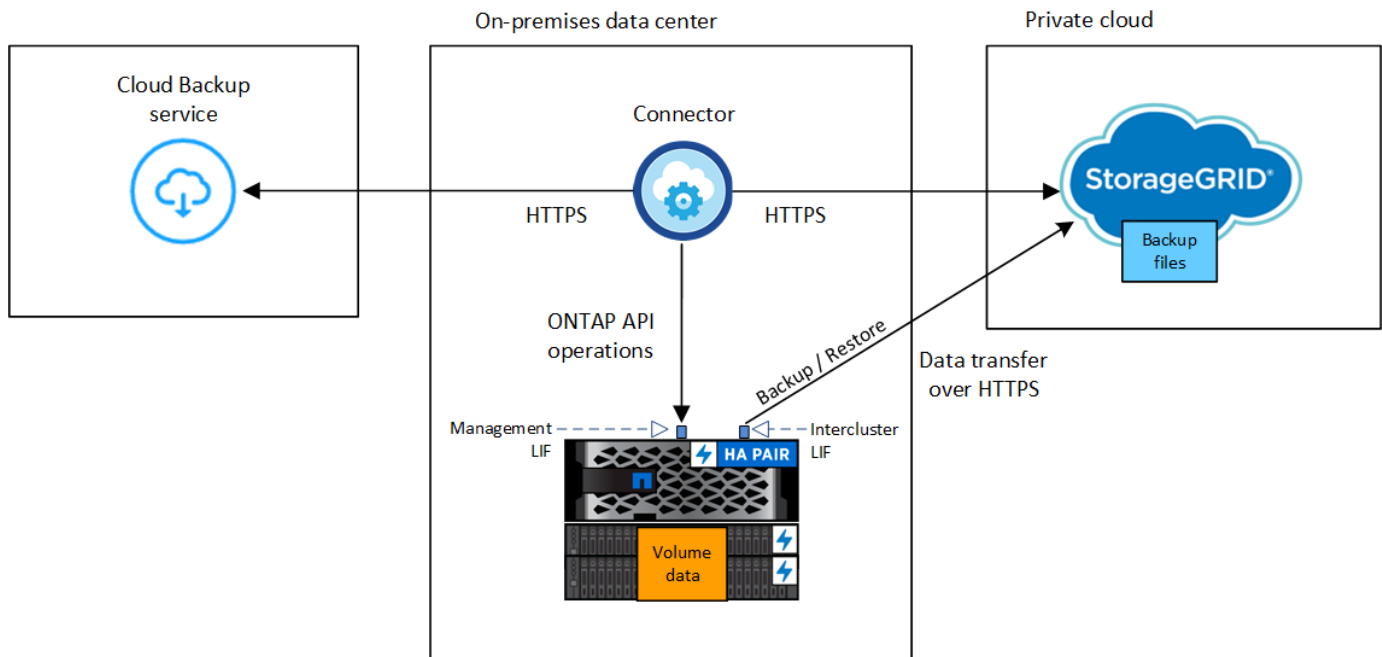 On-premises data center
Private cloud
Cloud Backup
service
Connector
StorageGRID®
Backup
files
HTTPS
HTTPS
ONTAP API
operations
Backup / Restore
Data transfer
over HTTPS
Management
LIF
Intercluster
LIF
HA PAIR
Volume
data